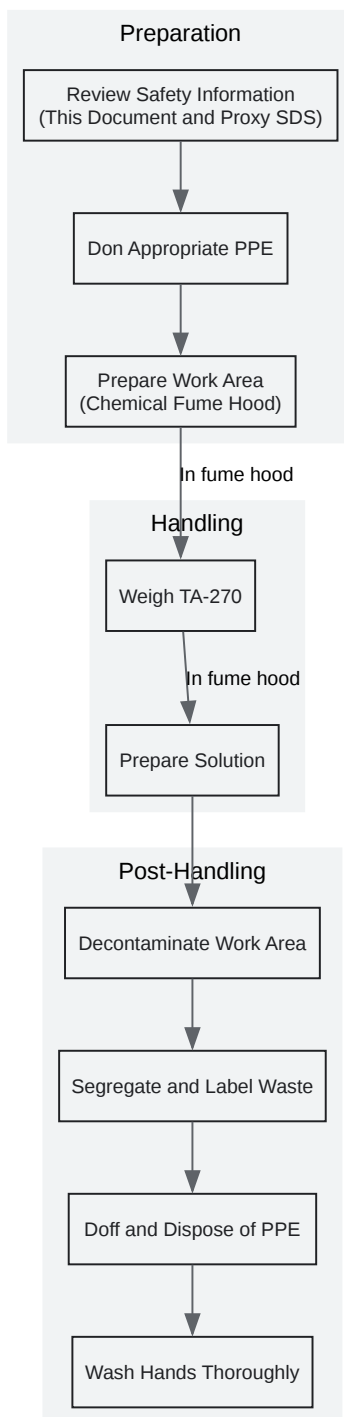 Preparation
Review Safety Information
(This Document and Proxy SDS)
Don Appropriate PPE
Prepare Work Area
(Chemical Fume Hood)
In fume hood
Handling
Weigh TA-270
In fume hood
Prepare Solution
Post-Handling
Decontaminate Work Area
Segregate and Label Waste
Doff and Dispose of PPE
Wash Hands Thoroughly